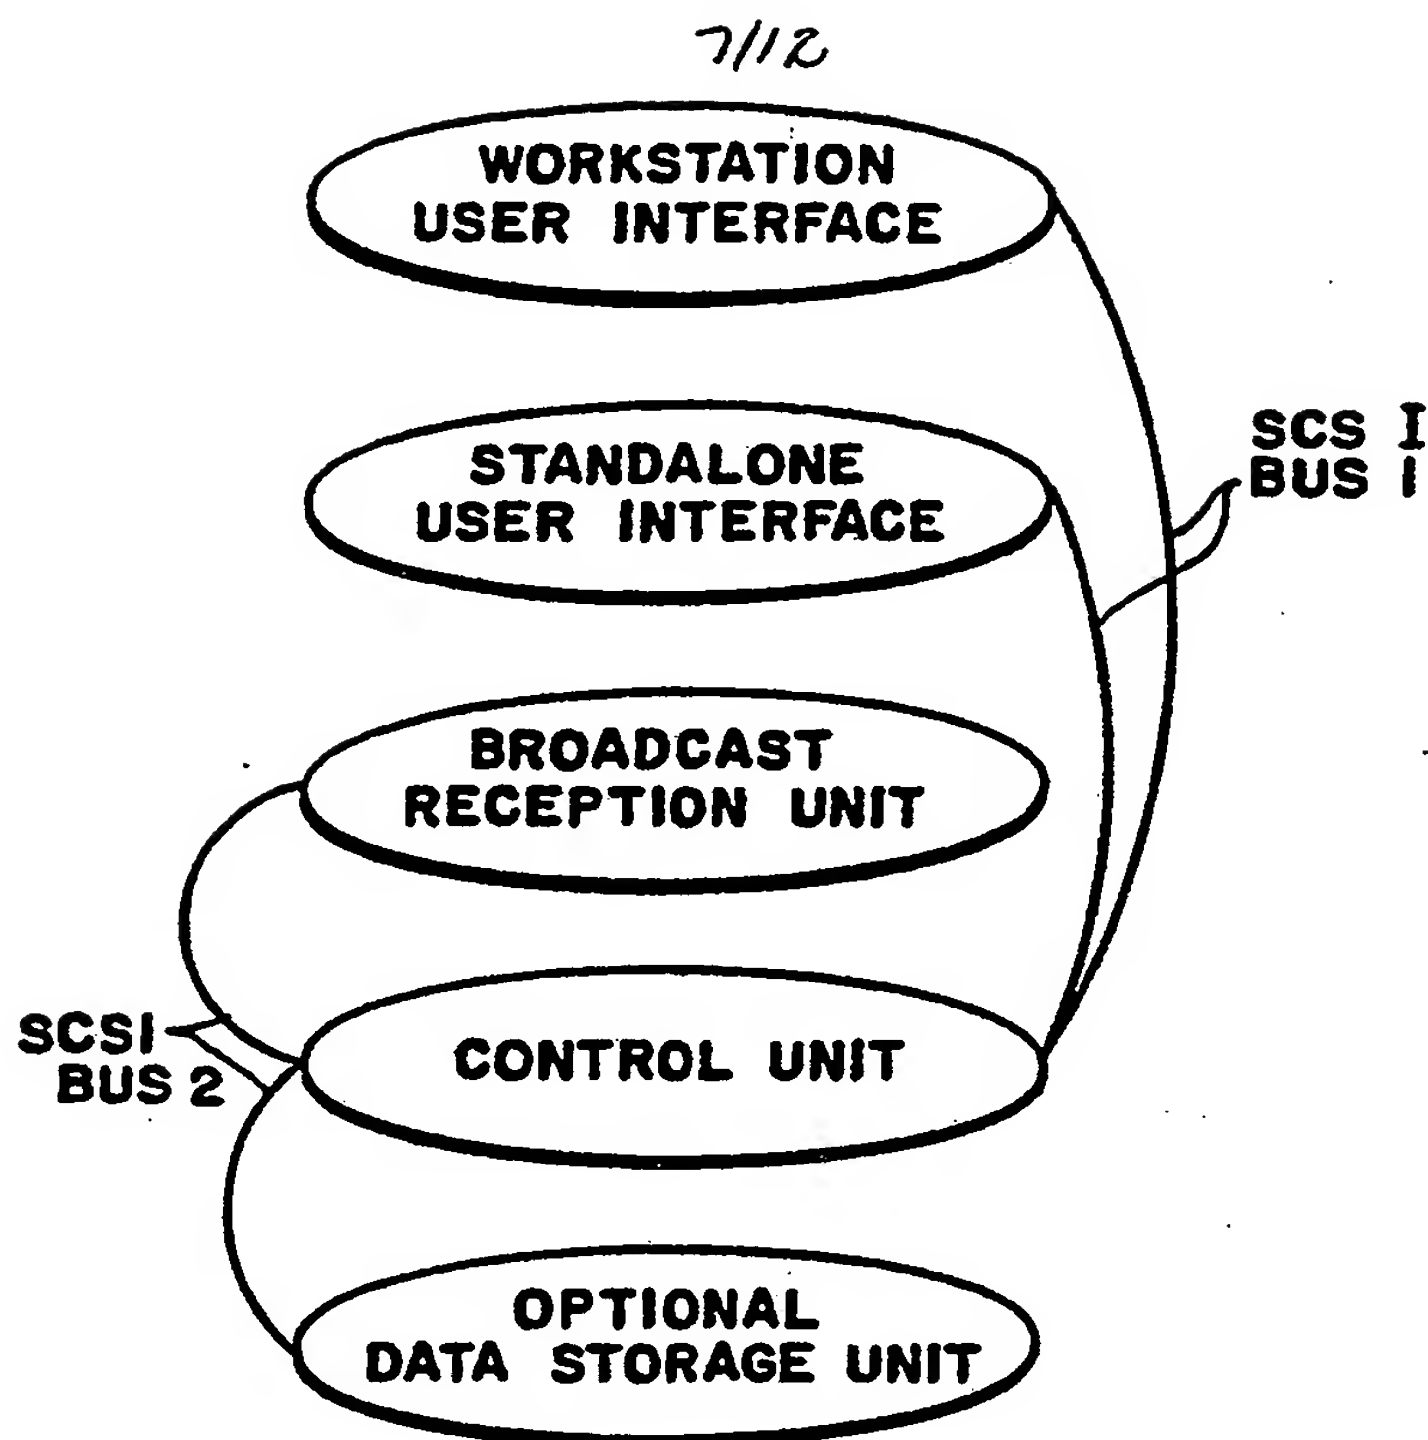 7/12
WORKSTATION
USER INTERFACE
SCS I
BUS 1
STANDALONE
USER INTERFACE
BROADCAST
RECEPTION UNIT
SCSI
BUS 2
CONTROL UNIT
OPTIONAL
DATA STORAGE UNIT